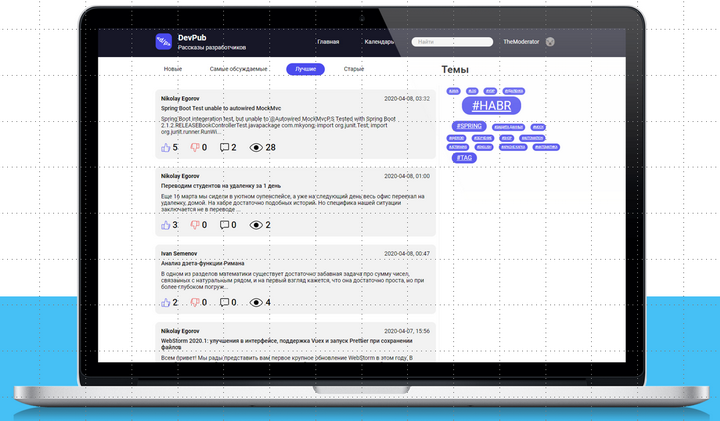 DevPub
Рассказы разработчиков
Главная
Календарь
Найти
TheModerator
Новые
Самые обсуждаемые
Лучшие
Старые
Темы
Nikolay Egorov
2020-04-08, 03:32
Spring Boot Test unable to autowired MockMvc
Spring Boot integeration test, but unable to @Autowired MockMvcP.S Tested with Spring Boot
2.1.2.RELEASEBookControllerTest.javapackage com.mkyong; import org.junit.Test; import
org.junit.runner.RunWi...
5
0
2
28
#HABR
#SPRING
#TAG
Nikolay Egorov
2020-04-08, 01:00
Переводим студентов на удаленку за 1 день
Еще 16 марта мы сидели в уютном опупенспейсе, а уже на следующий день весь офис переехал на
удаленку, домой. На хабре достаточно подобных историй. Но специфика нашей ситуации
заключается не в переводе ...
3
0
0
2
Ivan Semenov
2020-04-08, 00:47
Анализ дзета-функции Римана
В одном из разделов математики существует достаточно забавная задача про сумму чисел,
связанных с натуральным рядом, и на первый взгляд кажется, что она достаточно проста, но при
более глубоком погруж...
2
0
0
4
Nikolay Egorov
2020-04-07, 15:56
WebStorm 2020.1: улучшения в интерфейсе, поддержка Vuex и запуск Prettier при сохранении
файлов
Всем привет! Мы рады представить вам первое крупное обновление WebStorm в этом году. В